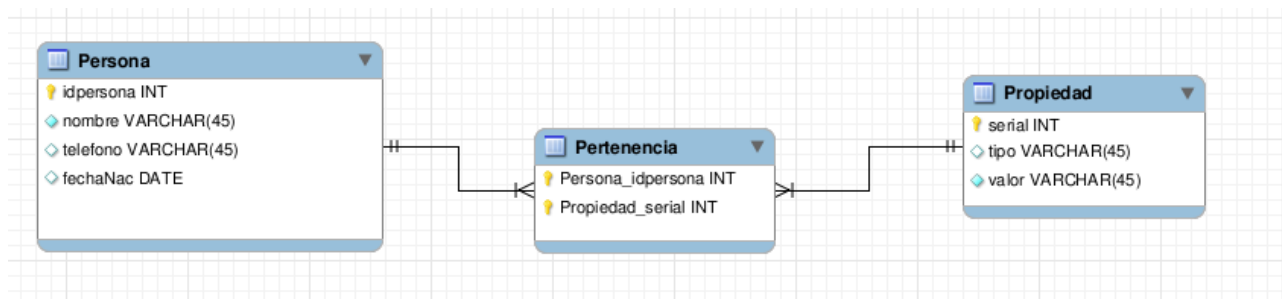 Persona
idpersona INT
nombre VARCHAR(45)
telefono VARCHAR(45)
fechaNac DATE
Pertenencia
Persona_idpersona INT
Propiedad_serial INT
Propiedad
serial INT
tipo VARCHAR(45)
valor VARCHAR(45)